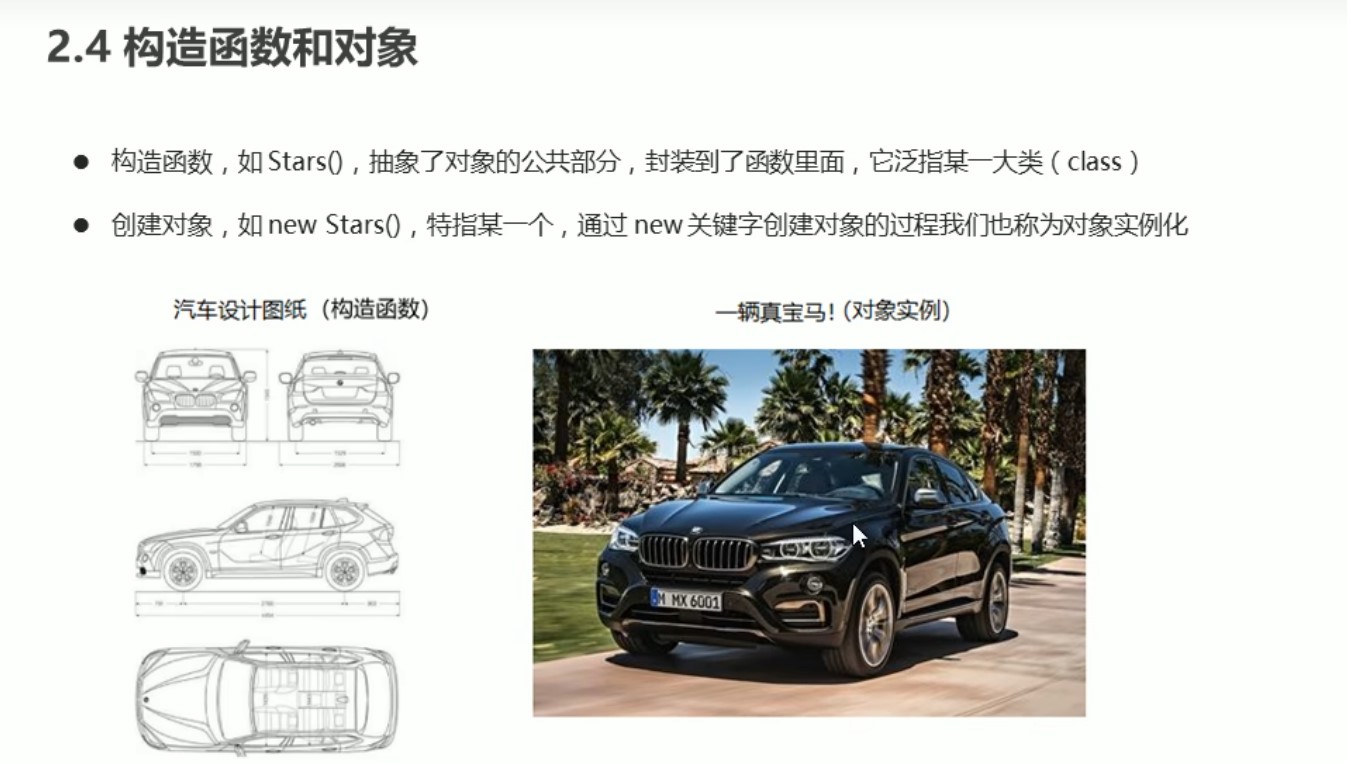 2.4 构造函数和对象
● 构造函数，如 Stars()，抽象了对象的公共部分，封装到了函数里面，它泛指某一大类（class）
● 创建对象，如 new Stars()，特指某一个，通过 new 关键字创建对象的过程我们也称为对象实例化
汽车设计图纸（构造函数）
一辆真宝马！（对象实例）
M MX 6001